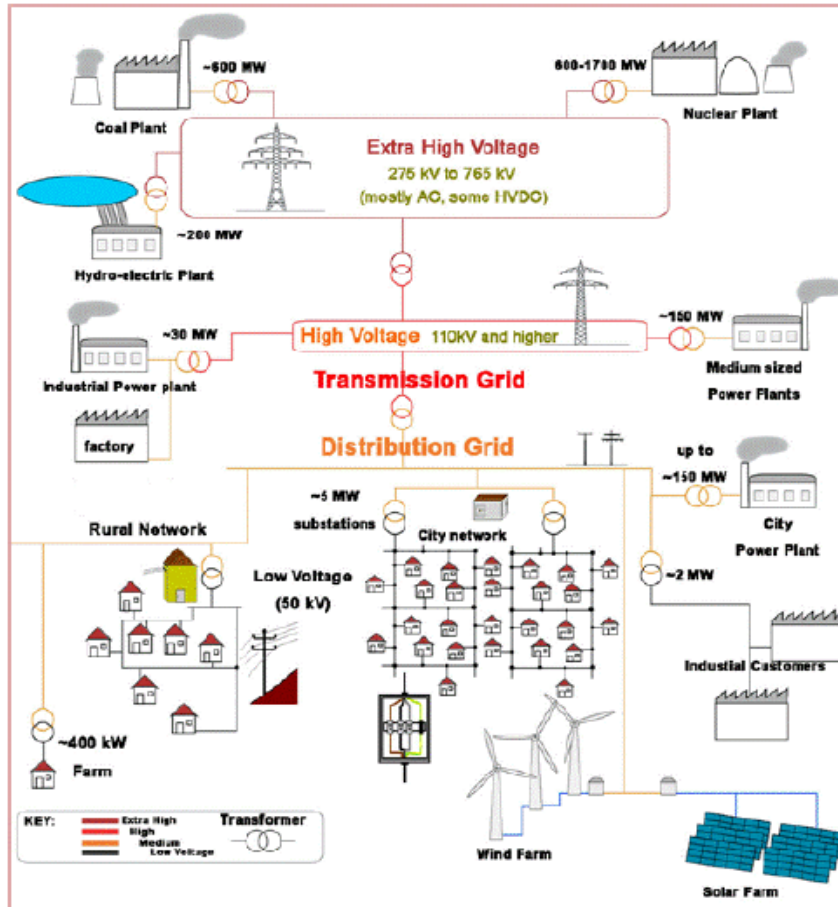 ~600 MW
600-1700 MW
Coal Plant
Nuclear Plant
Extra High Voltage
275 kV to 765 kV
(mostly AC, some HVDC)
~200 MW
Hydro-electric Plant
~30 MW
High Voltage 110kV and higher
~150 MW
Industrial Power plant
Medium sized
Power Plants
Transmission Grid
factory
Distribution Grid
up to
~150 MW
~5 MW
substations
Rural Network
City network
City
Power Plant
Low Voltage
(50 kV)
~2 MW
Industial Customers
~400 kW
Farm
KEY:
Extra High
High
Medium
Low Voltage
Transformer
Wind Farm
Solar Farm